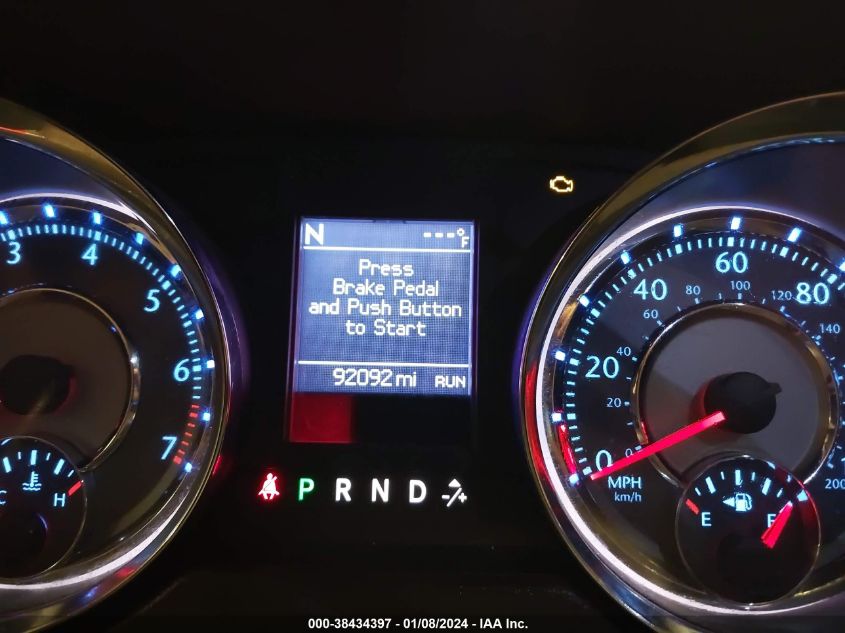 N ---°F
Press
Brake Pedal
and Push Button
to Start
92092 mi RUN
3 4 5 6 7
C H
0 20 40 60 80
0 20 40 60 80 100 120 140 200
MPH
km/h
E F
P R N D -/+
000-38434397 - 01/08/2024 - IAA Inc.